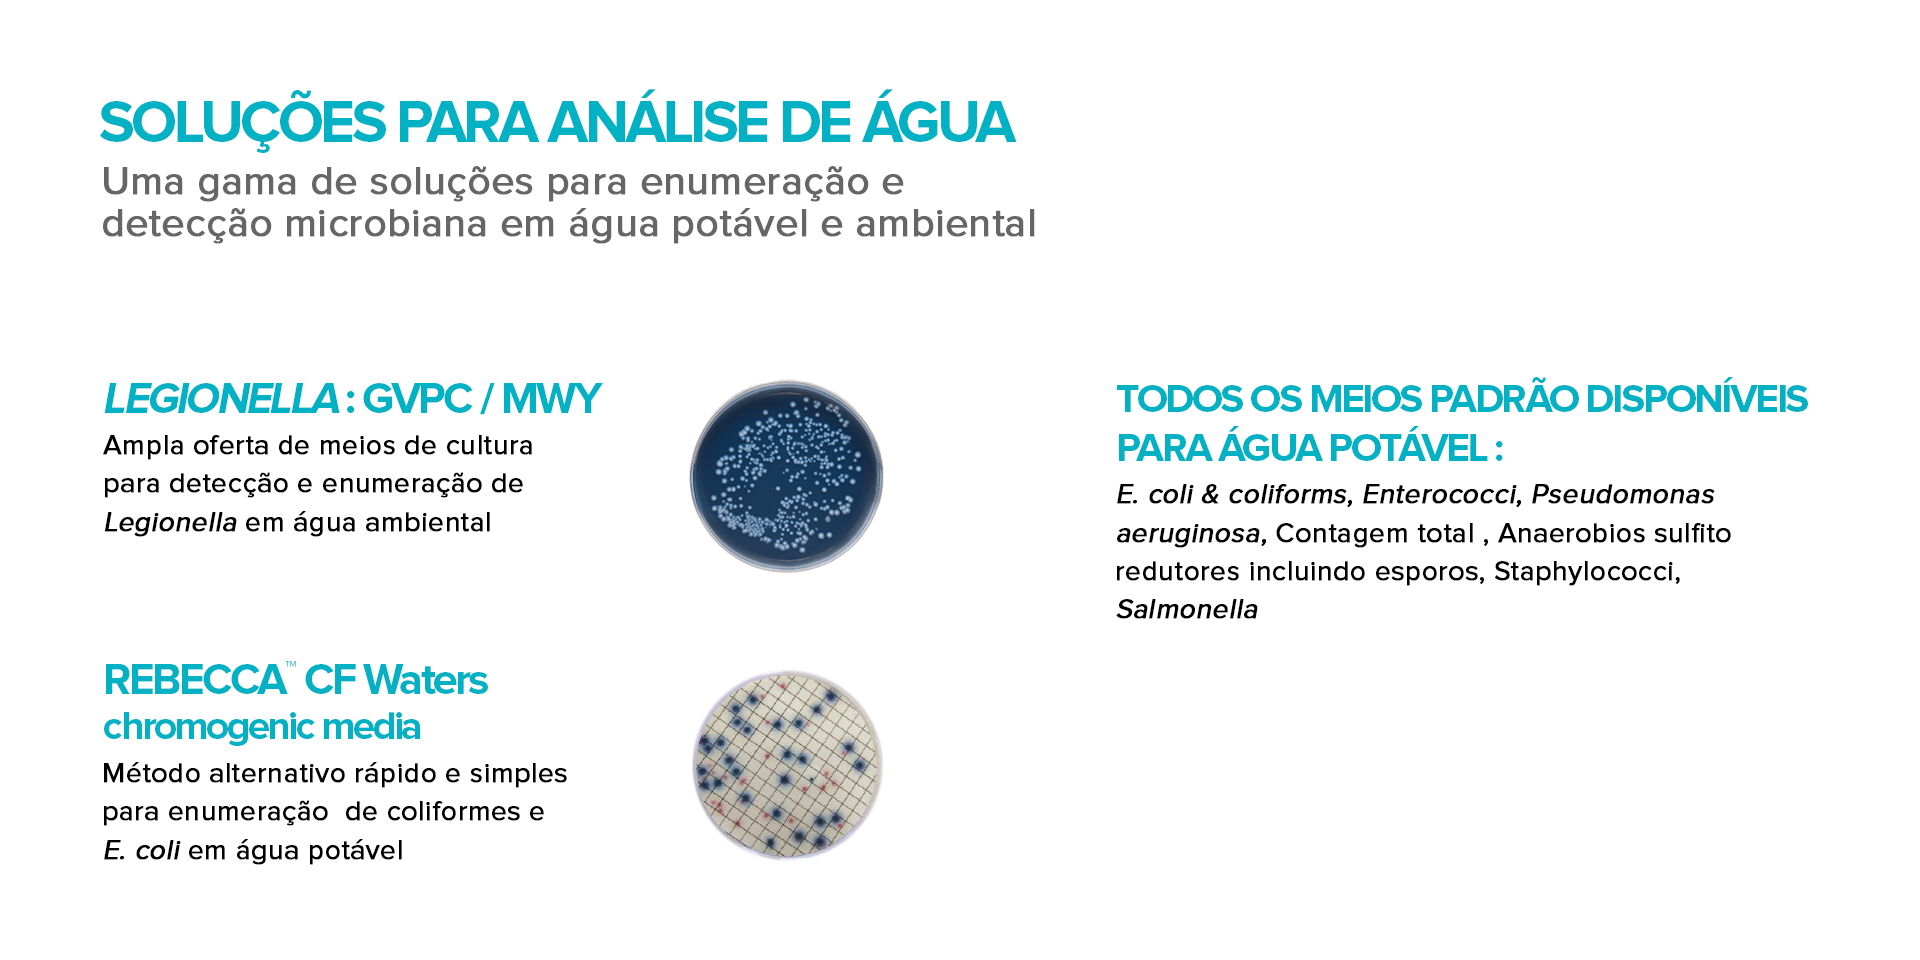 SOLUÇÕES PARA ANÁLISE DE ÁGUA
Uma gama de soluções para enumeração e
detecção microbiana em água potável e ambiental
LEGIONELLA : GVPC / MWY
Ampla oferta de meios de cultura
para detecção e enumeração de
Legionella em água ambiental
REBECCA™ CF Waters
chromogenic media
Método alternativo rápido e simples
para enumeração  de coliformes e
E. coli em água potável
TODOS OS MEIOS PADRÃO DISPONÍVEIS
PARA ÁGUA POTÁVEL :
E. coli & coliforms, Enterococci, Pseudomonas
aeruginosa, Contagem total , Anaerobios sulfito
redutores incluindo esporos, Staphylococci,
Salmonella